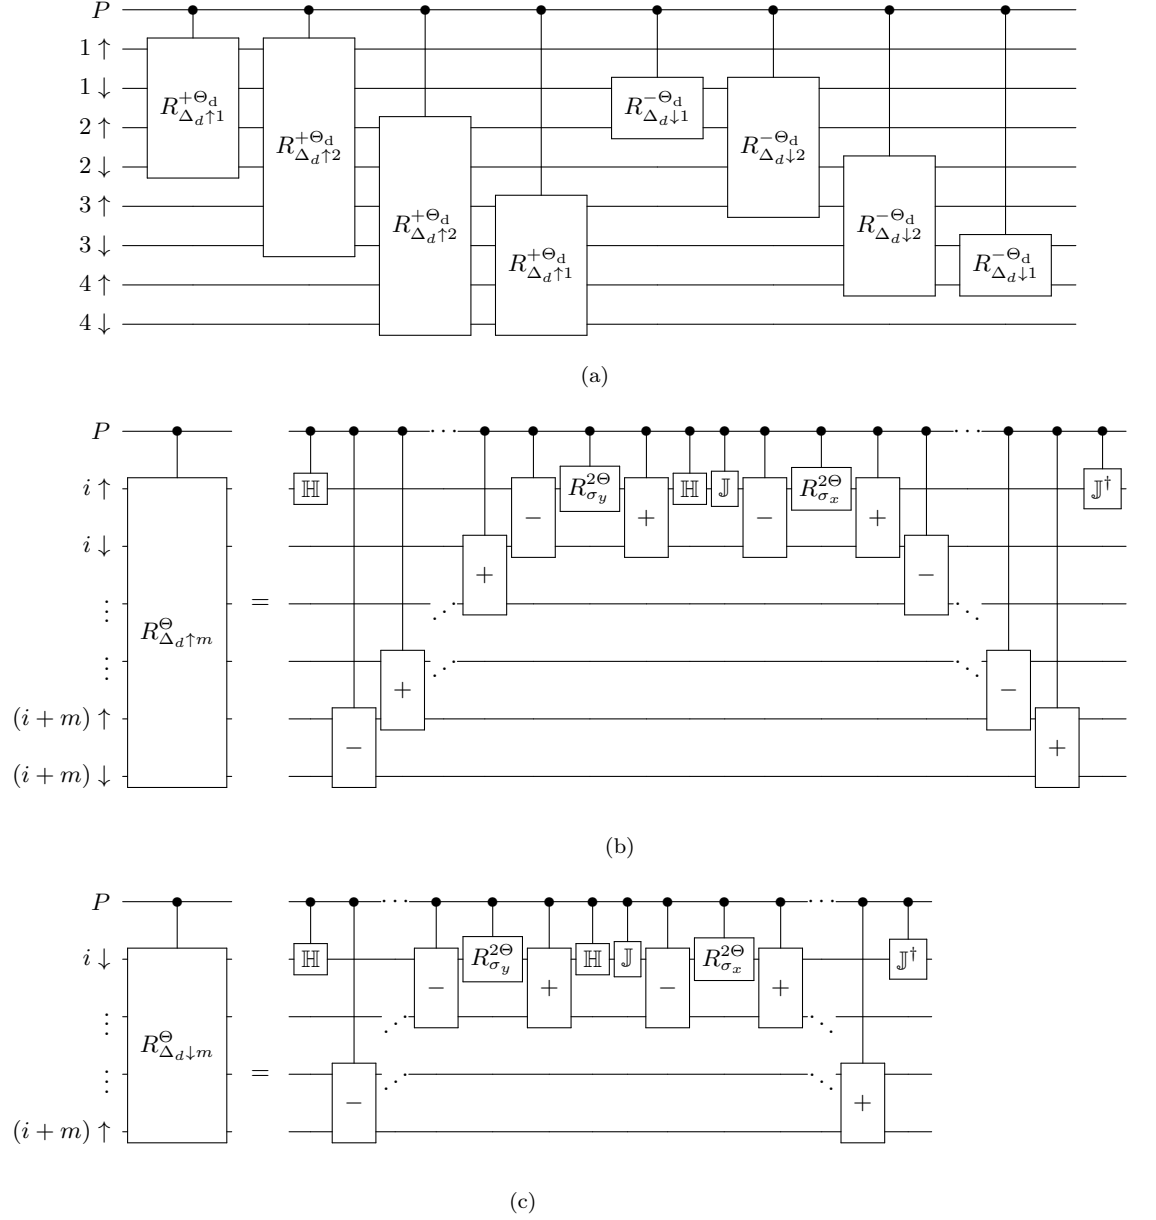 P
1 ↑
1 ↓
2 ↑
2 ↓
3 ↑
3 ↓
4 ↑
4 ↓
R^{+Θ_d}_{Δ_d↑1}
R^{+Θ_d}_{Δ_d↑2}
R^{+Θ_d}_{Δ_d↑2}
R^{+Θ_d}_{Δ_d↑1}
R^{-Θ_d}_{Δ_d↓1}
R^{-Θ_d}_{Δ_d↓2}
R^{-Θ_d}_{Δ_d↓2}
R^{-Θ_d}_{Δ_d↓1}
(a)
P
i ↑
i ↓
⋮
⋮
(i + m) ↑
(i + m) ↓
R^{Θ}_{Δ_d↑m}
=
ℍ − + ⋯ + − R^{2Θ}_{σ_y} + ℍ 𝕁 − R^{2Θ}_{σ_x} + − ⋯ − + 𝕁†
(b)
P
i ↓
⋮
⋮
(i + m) ↑
R^{Θ}_{Δ_d↓m}
=
ℍ − ⋯ − R^{2Θ}_{σ_y} + ℍ 𝕁 − R^{2Θ}_{σ_x} + ⋯ + 𝕁†
(c)